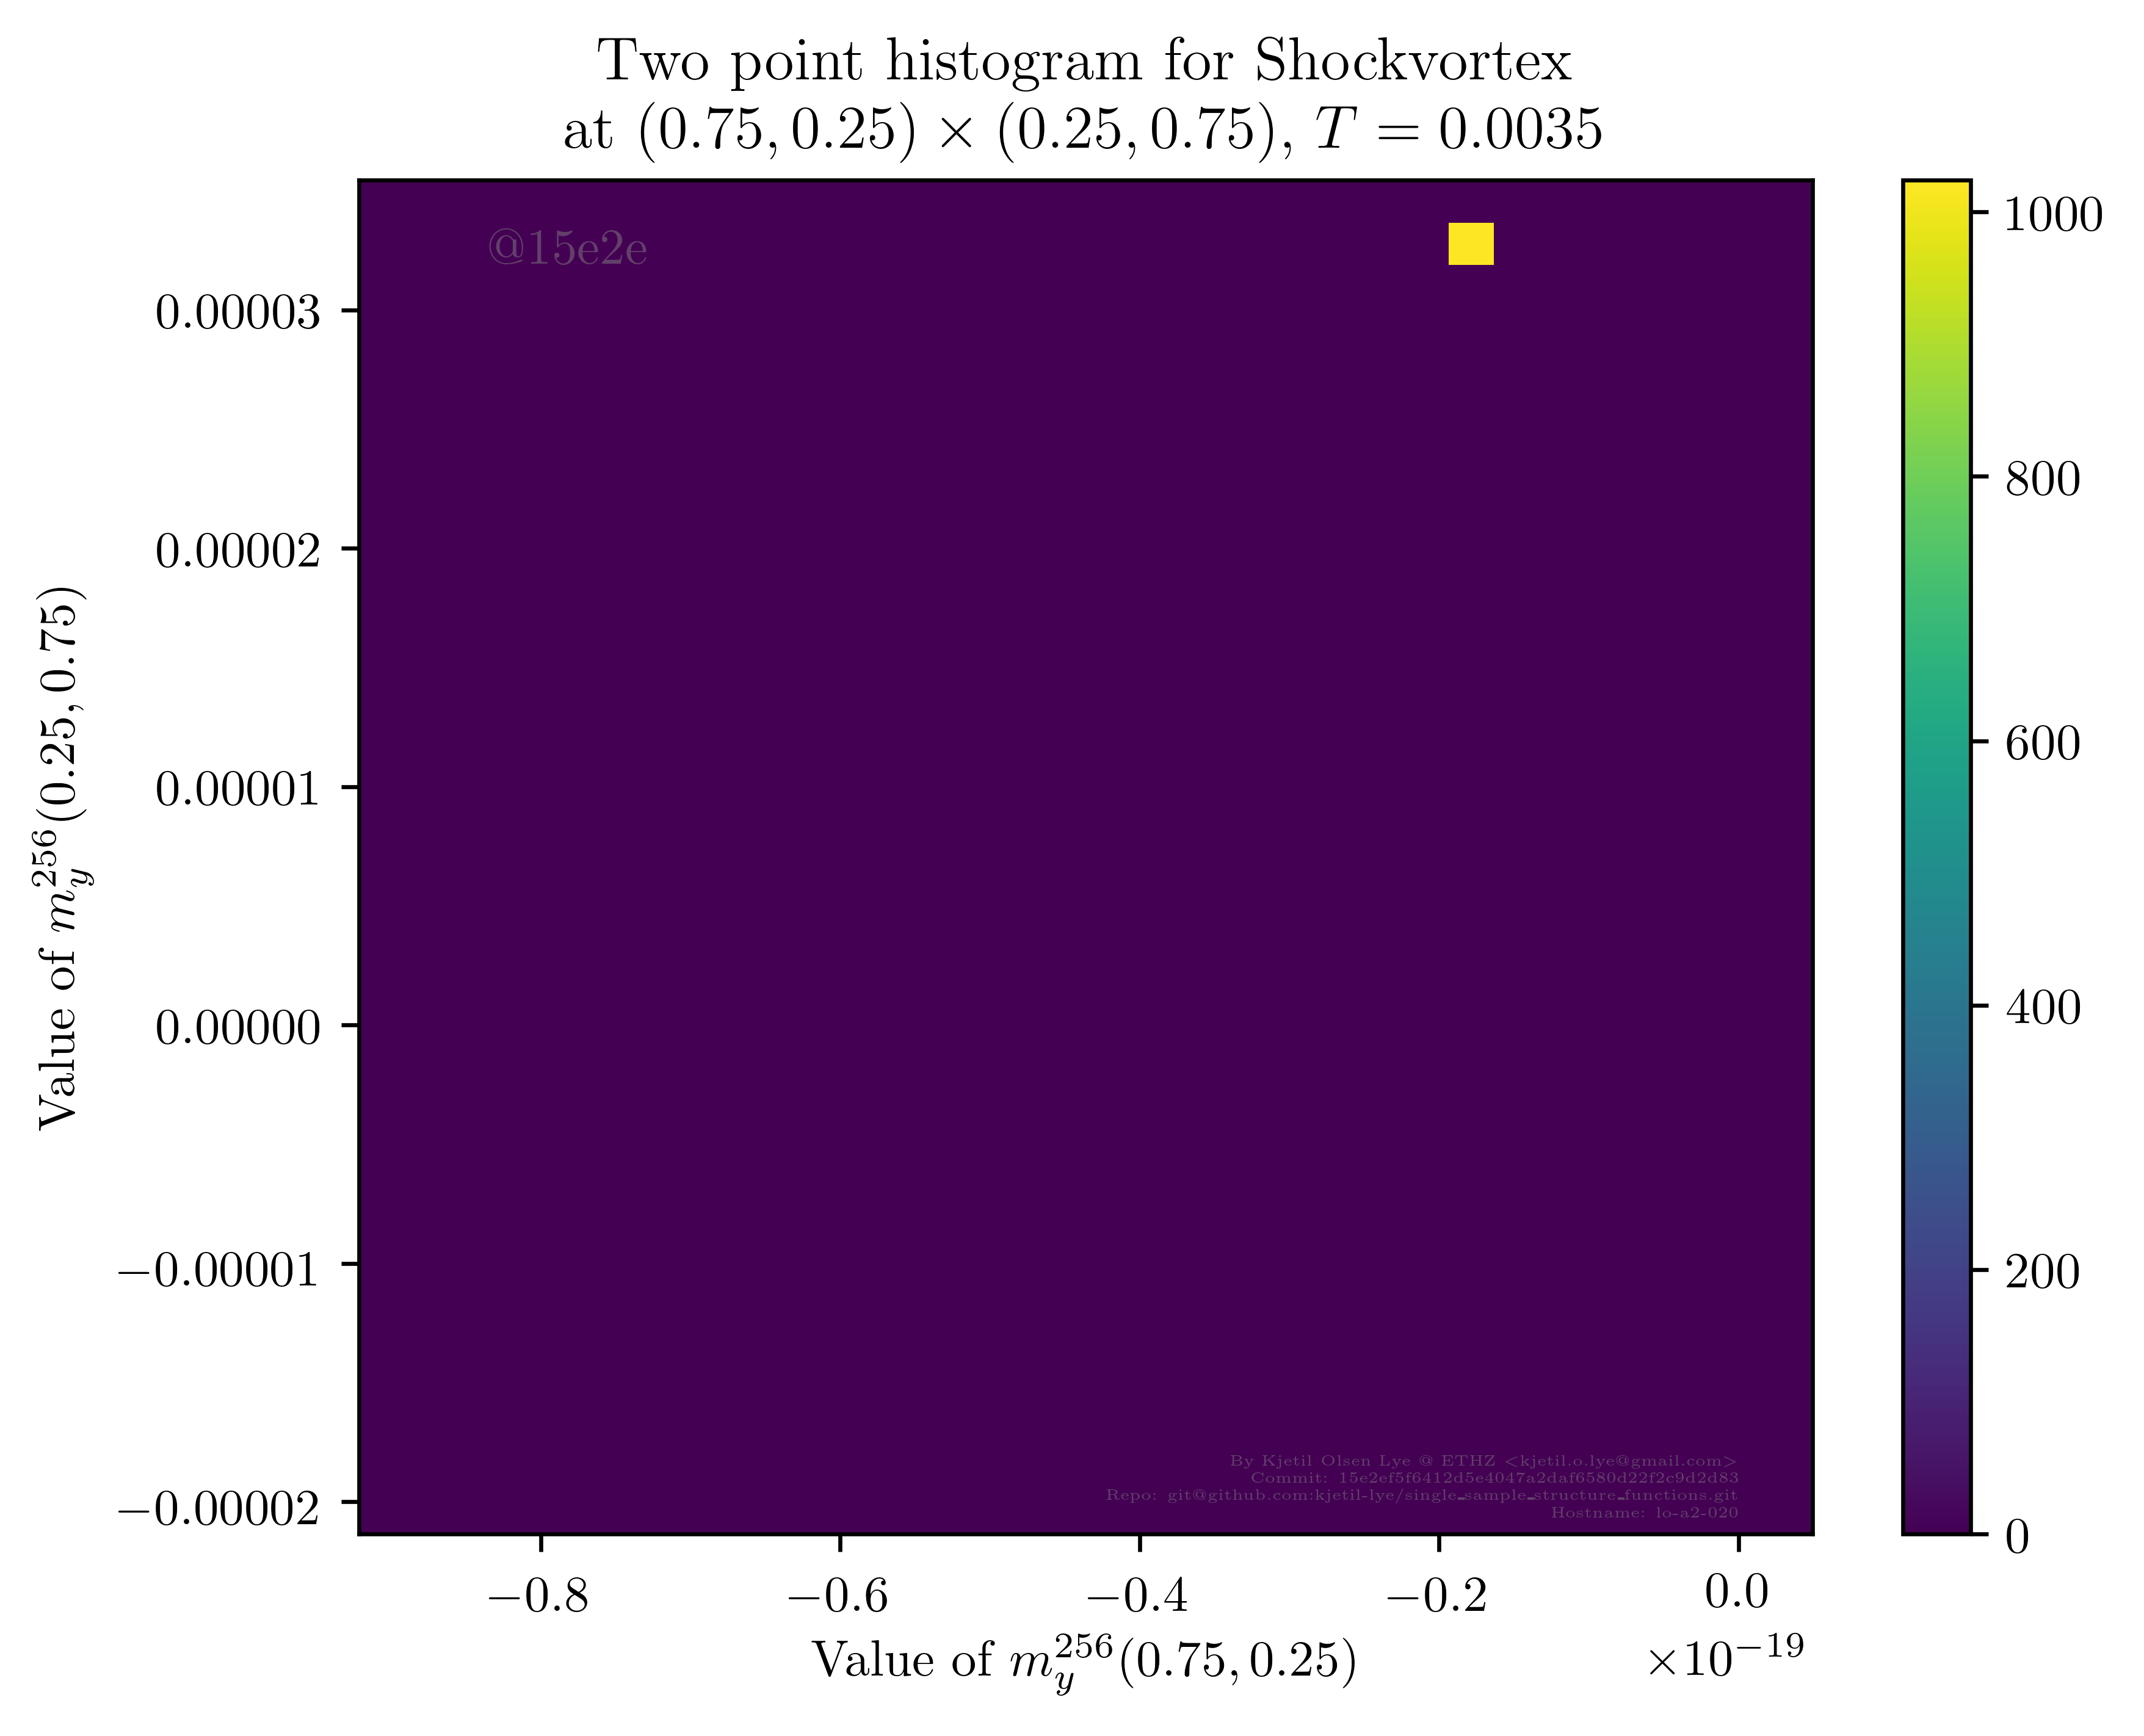 Two point histogram for Shockvortex
at (0.75, 0.25) × (0.25, 0.75), T = 0.0035
@15e2e
0.00003
0.00002
0.00001
0.00000
−0.00001
−0.00002
Value of m_y^{256}(0.25, 0.75)
By Kjetil Olsen Lye @ ETHZ <kjetil.o.lye@gmail.com>
Commit: 15e2ef5f6412d5e4047a2daf6580d22f2c9d2d83
Repo: git@github.com:kjetil-lye/single_sample_structure_functions.git
Hostname: lo-a2-020
−0.8 −0.6 −0.4 −0.2 0.0
×10^{−19}
Value of m_y^{256}(0.75, 0.25)
1000
800
600
400
200
0